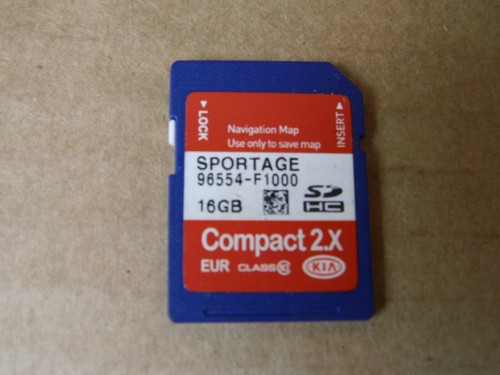 LOCK
INSERT
Navigation Map
Use only to save map
SPORTAGE
96554-F1000
16GB
SD
HC
Compact 2.X
EUR CLASS 10 KIA